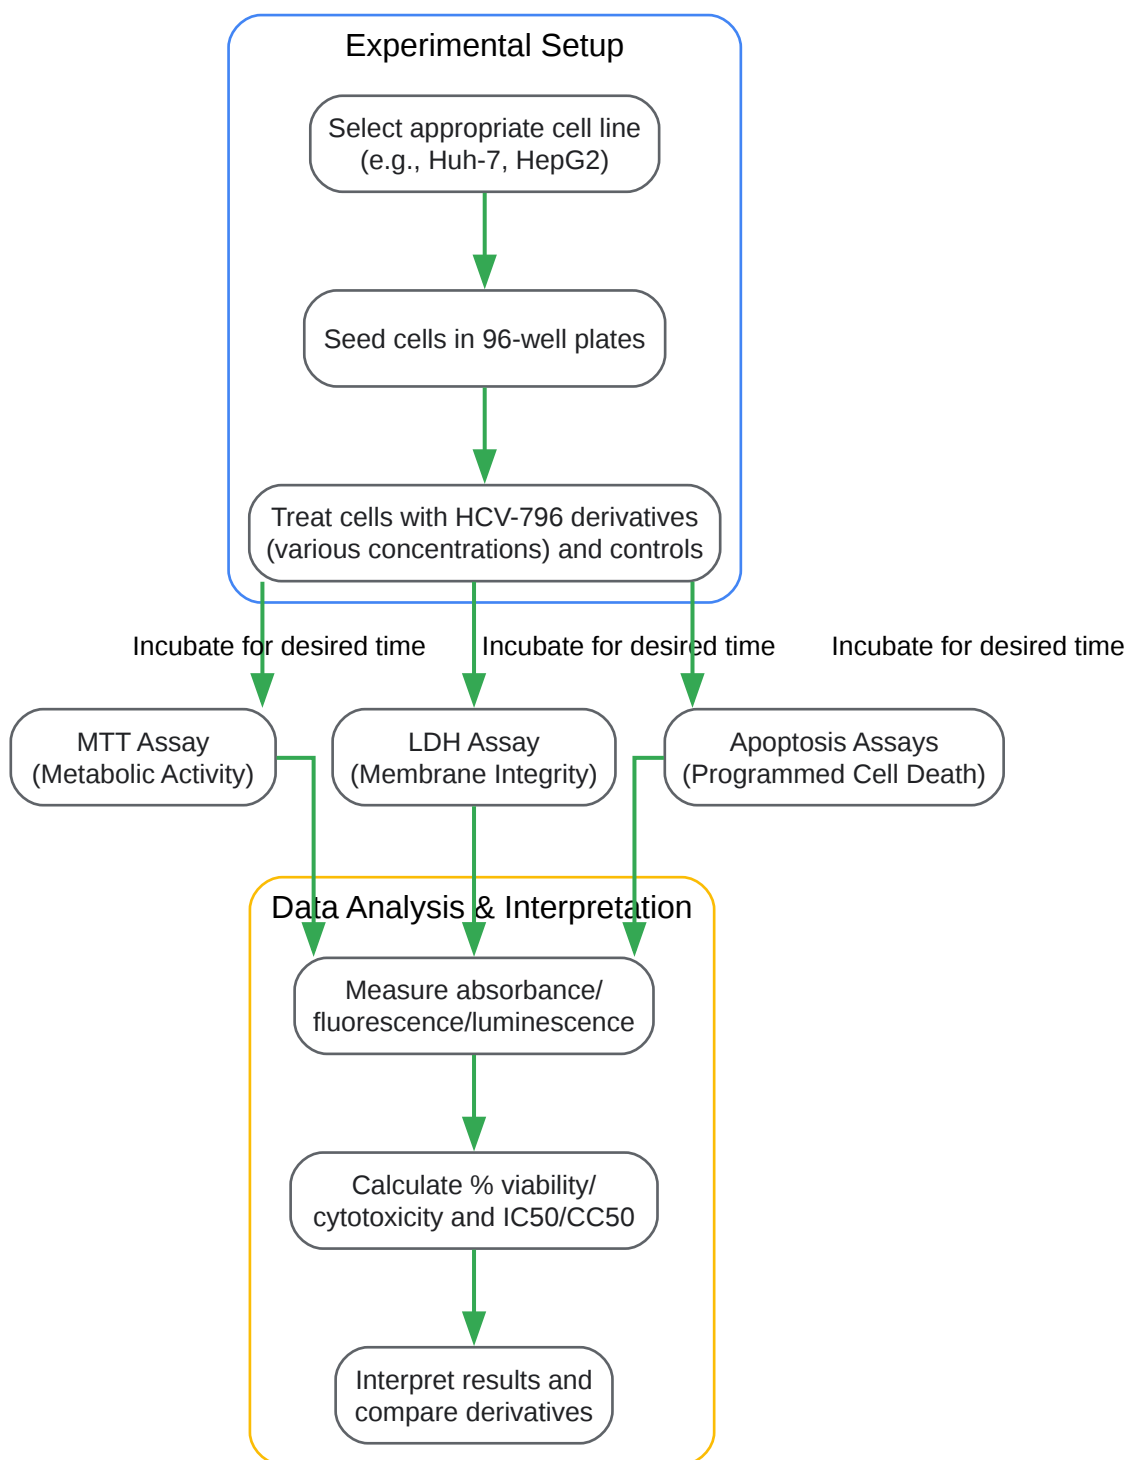 Experimental Setup
Select appropriate cell line
(e.g., Huh-7, HepG2)
Seed cells in 96-well plates
Treat cells with HCV-796 derivatives
(various concentrations) and controls
Incubate for desired time
Incubate for desired time
Incubate for desired time
MTT Assay
(Metabolic Activity)
LDH Assay
(Membrane Integrity)
Apoptosis Assays
(Programmed Cell Death)
Data Analysis & Interpretation
Measure absorbance/
fluorescence/luminescence
Calculate % viability/
cytotoxicity and IC50/CC50
Interpret results and
compare derivatives